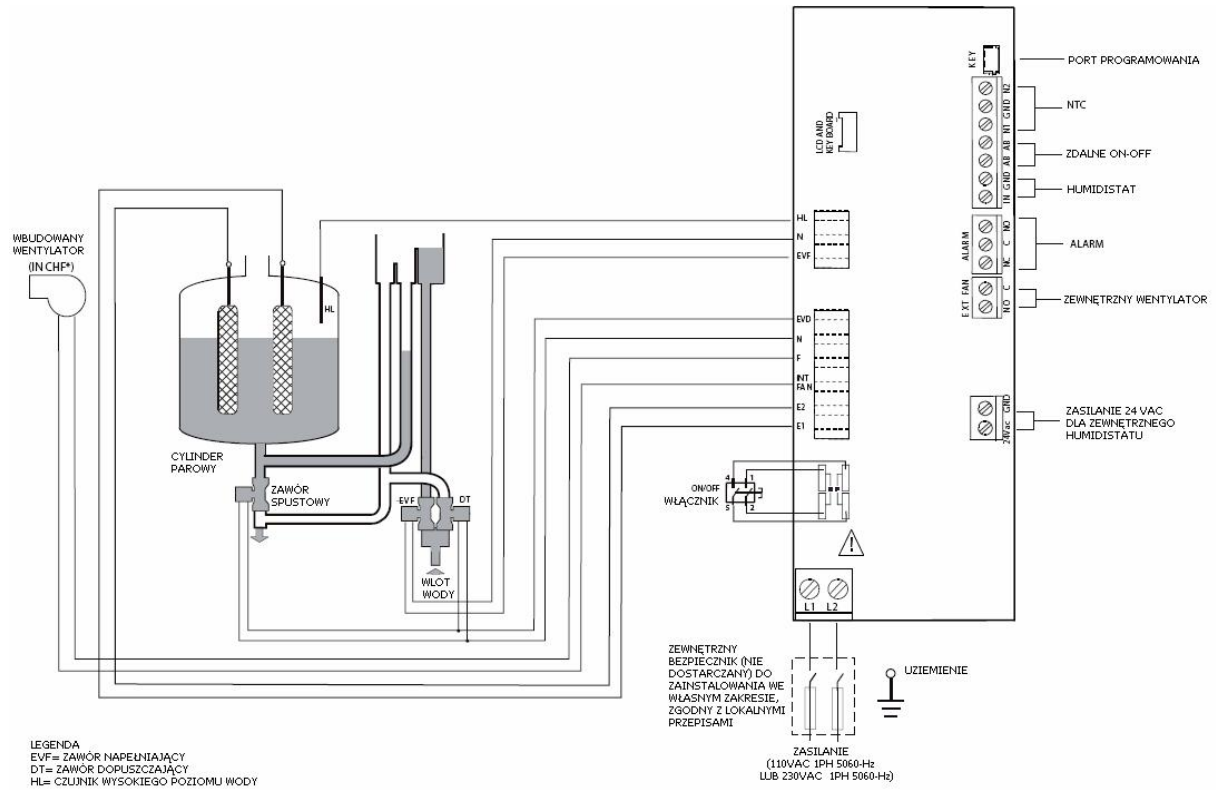 KEY
PORT PROGRAMOWANIA
N2
GND
N1
NTC
LCD AND
KEY BOARD
AB
AB
ZDALNE ON-OFF
GND
IN
HUMIDISTAT
HL
N
EVF
ALARM
NO
C
NC
ALARM
WBUDOWANY
WENTYLATOR
(IN CHF*)
HL
EXT FAN
C
NO
ZEWNĘTRZNY WENTYLATOR
EVD
N
F
INT
FAN
E2
E1
GND
24Vac
ZASILANIE 24 VAC
DLA ZEWNĘTRZNEGO
HUMIDISTATU
CYLINDER
PAROWY
ZAWÓR
SPUSTOWY
EVF
DT
WLOT
WODY
ON/OFF
WŁĄCZNIK
4
1
5
2
L1 L2
ZEWNĘTRZNY
BEZPIECZNIK (NIE
DOSTARCZANY) DO
ZAINSTALOWANIA WE
WŁASNYM ZAKRESIE,
ZGODNY Z LOKALNYMI
PRZEPISAMI
UZIEMIENIE
ZASILANIE
(110VAC 1PH 5060-Hz
LUB 230VAC 1PH 5060-Hz)
LEGENDA
EVF= ZAWÓR NAPEŁNIAJĄCY
DT= ZAWÓR DOPUSZCZAJĄCY
HL= CZUJNIK WYSOKIEGO POZIOMU WODY